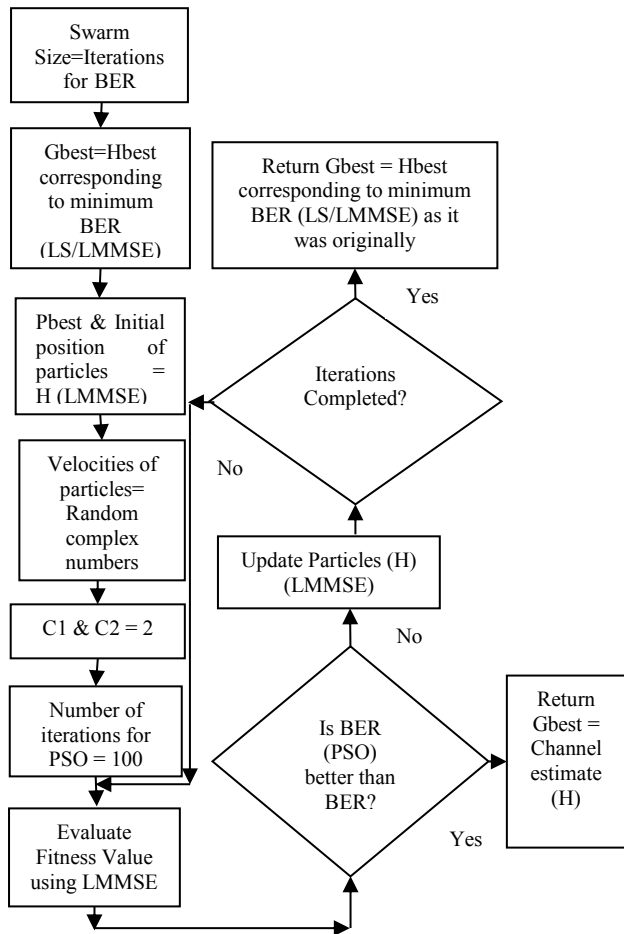 Swarm
Size=Iterations
for BER
Gbest=Hbest
corresponding
to minimum
BER
(LS/LMMSE)
Pbest & Initial
position of
particles =
H (LMMSE)
Velocities of
particles=
Random
complex
numbers
C1 & C2 = 2
Number of
iterations for
PSO = 100
Evaluate
Fitness Value
using LMMSE
Is BER
(PSO)
better than
BER?
Yes
Return
Gbest =
Channel
estimate
(H)
No
Update Particles (H)
(LMMSE)
Iterations
Completed?
No
Yes
Return Gbest = Hbest
corresponding to minimum
BER (LS/LMMSE) as it
was originally